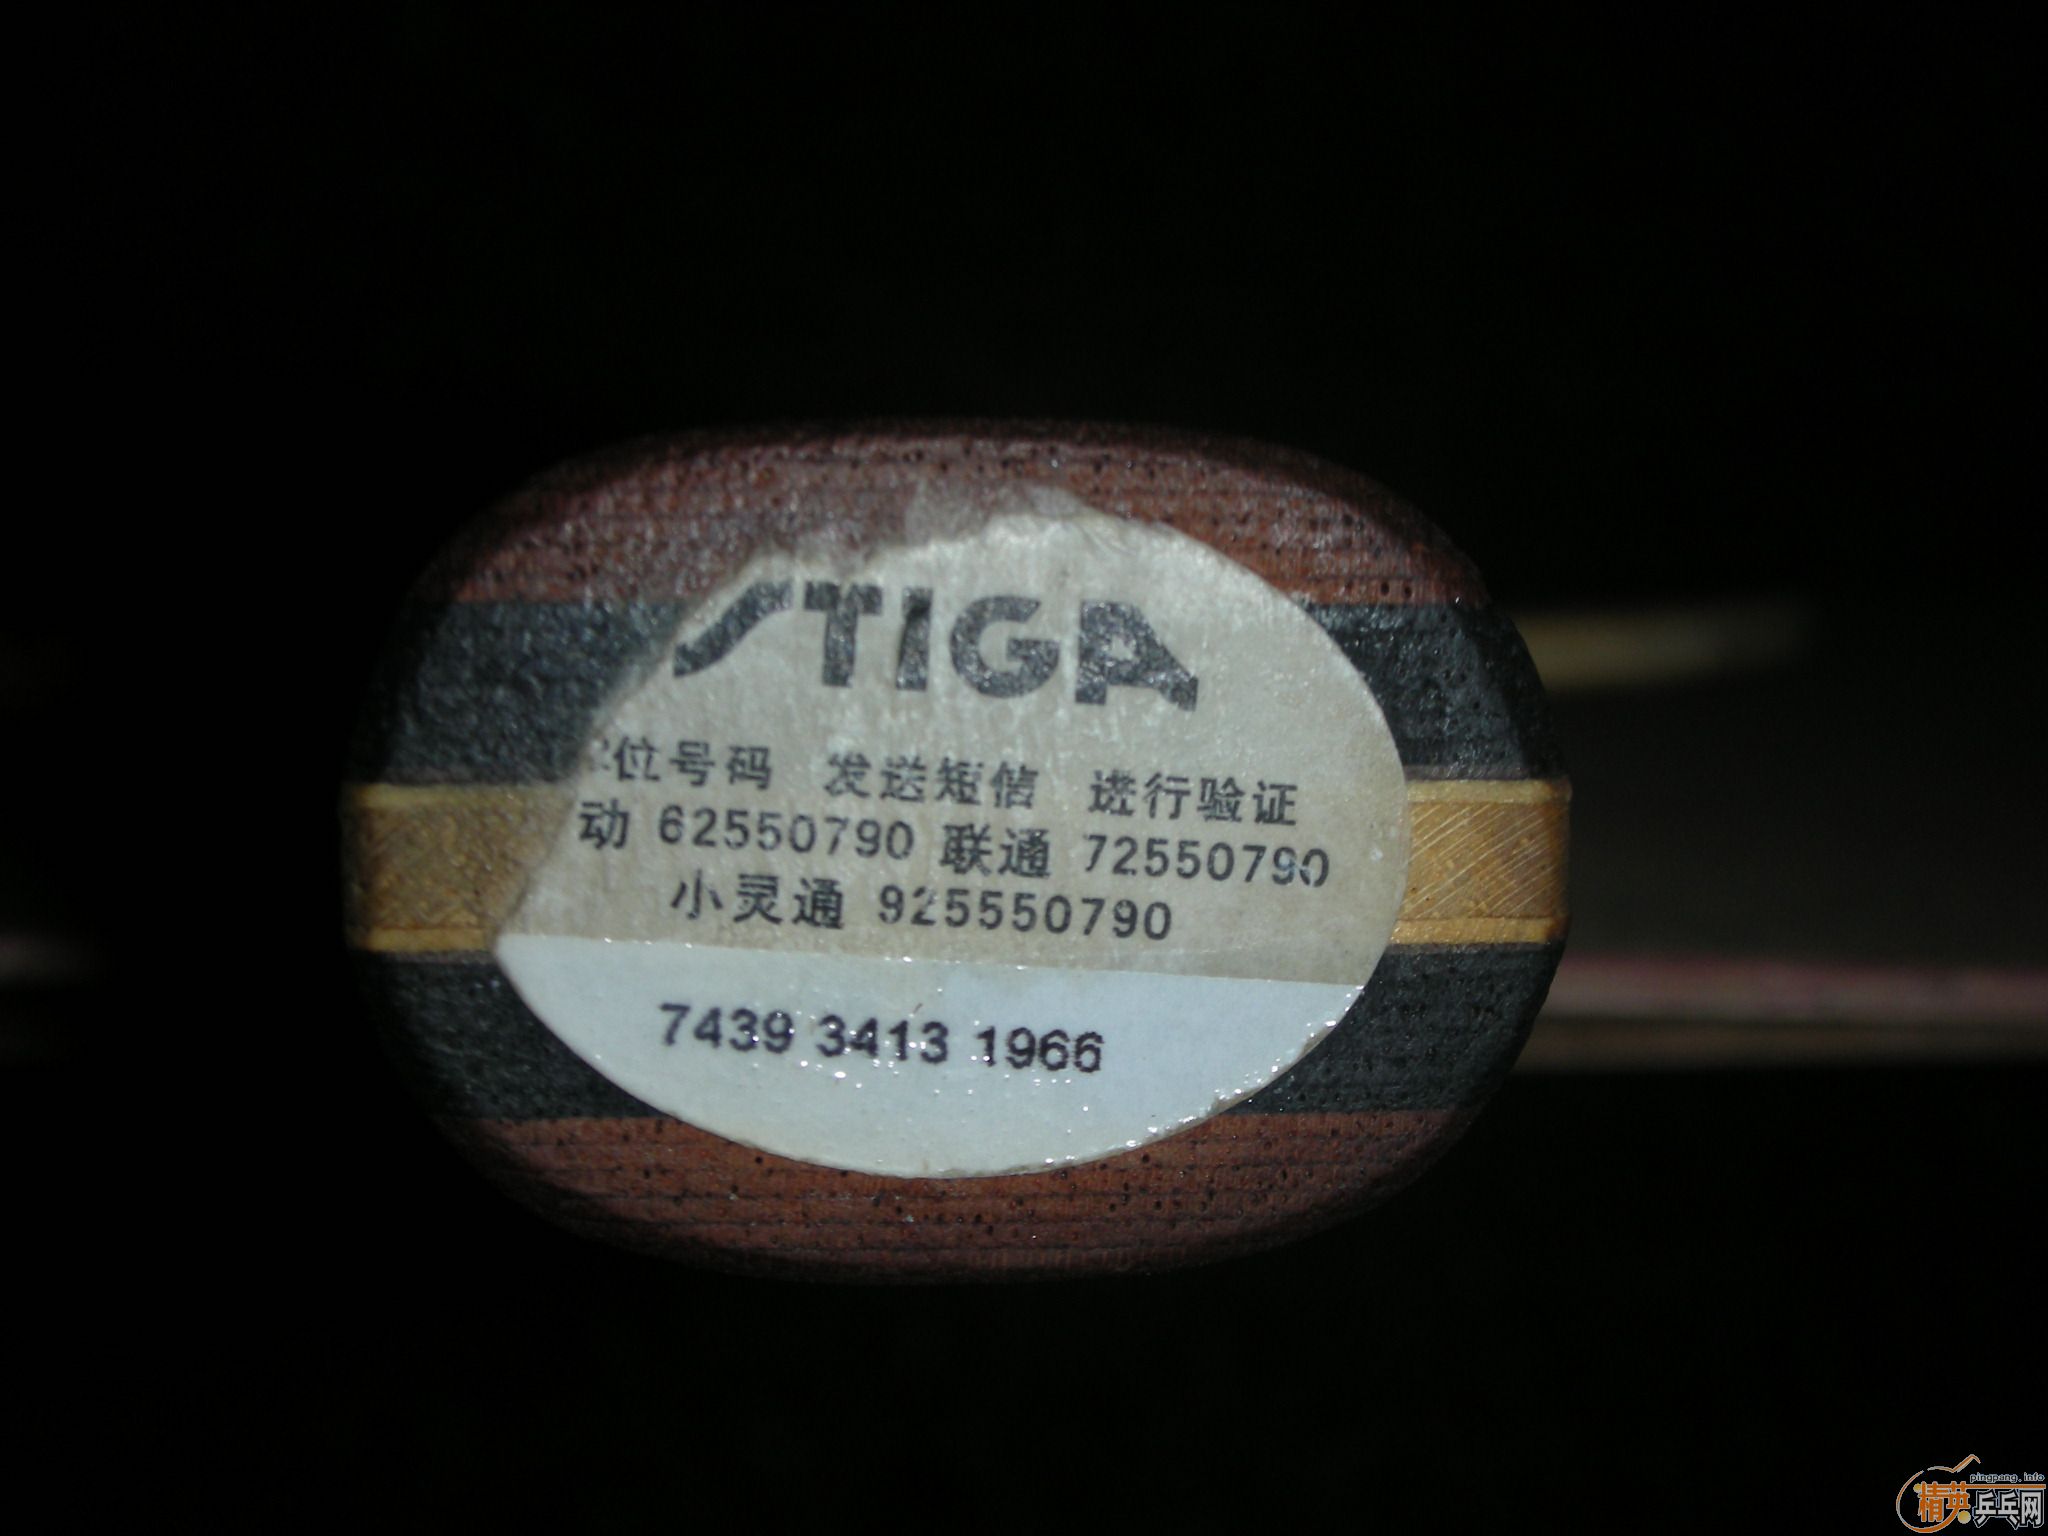 STIGA
位号码 发送短信 进行验证
动 62550790 联通 72550790
小灵通 925550790
7439 3413 1966
pingpang.info
精英乒乓网